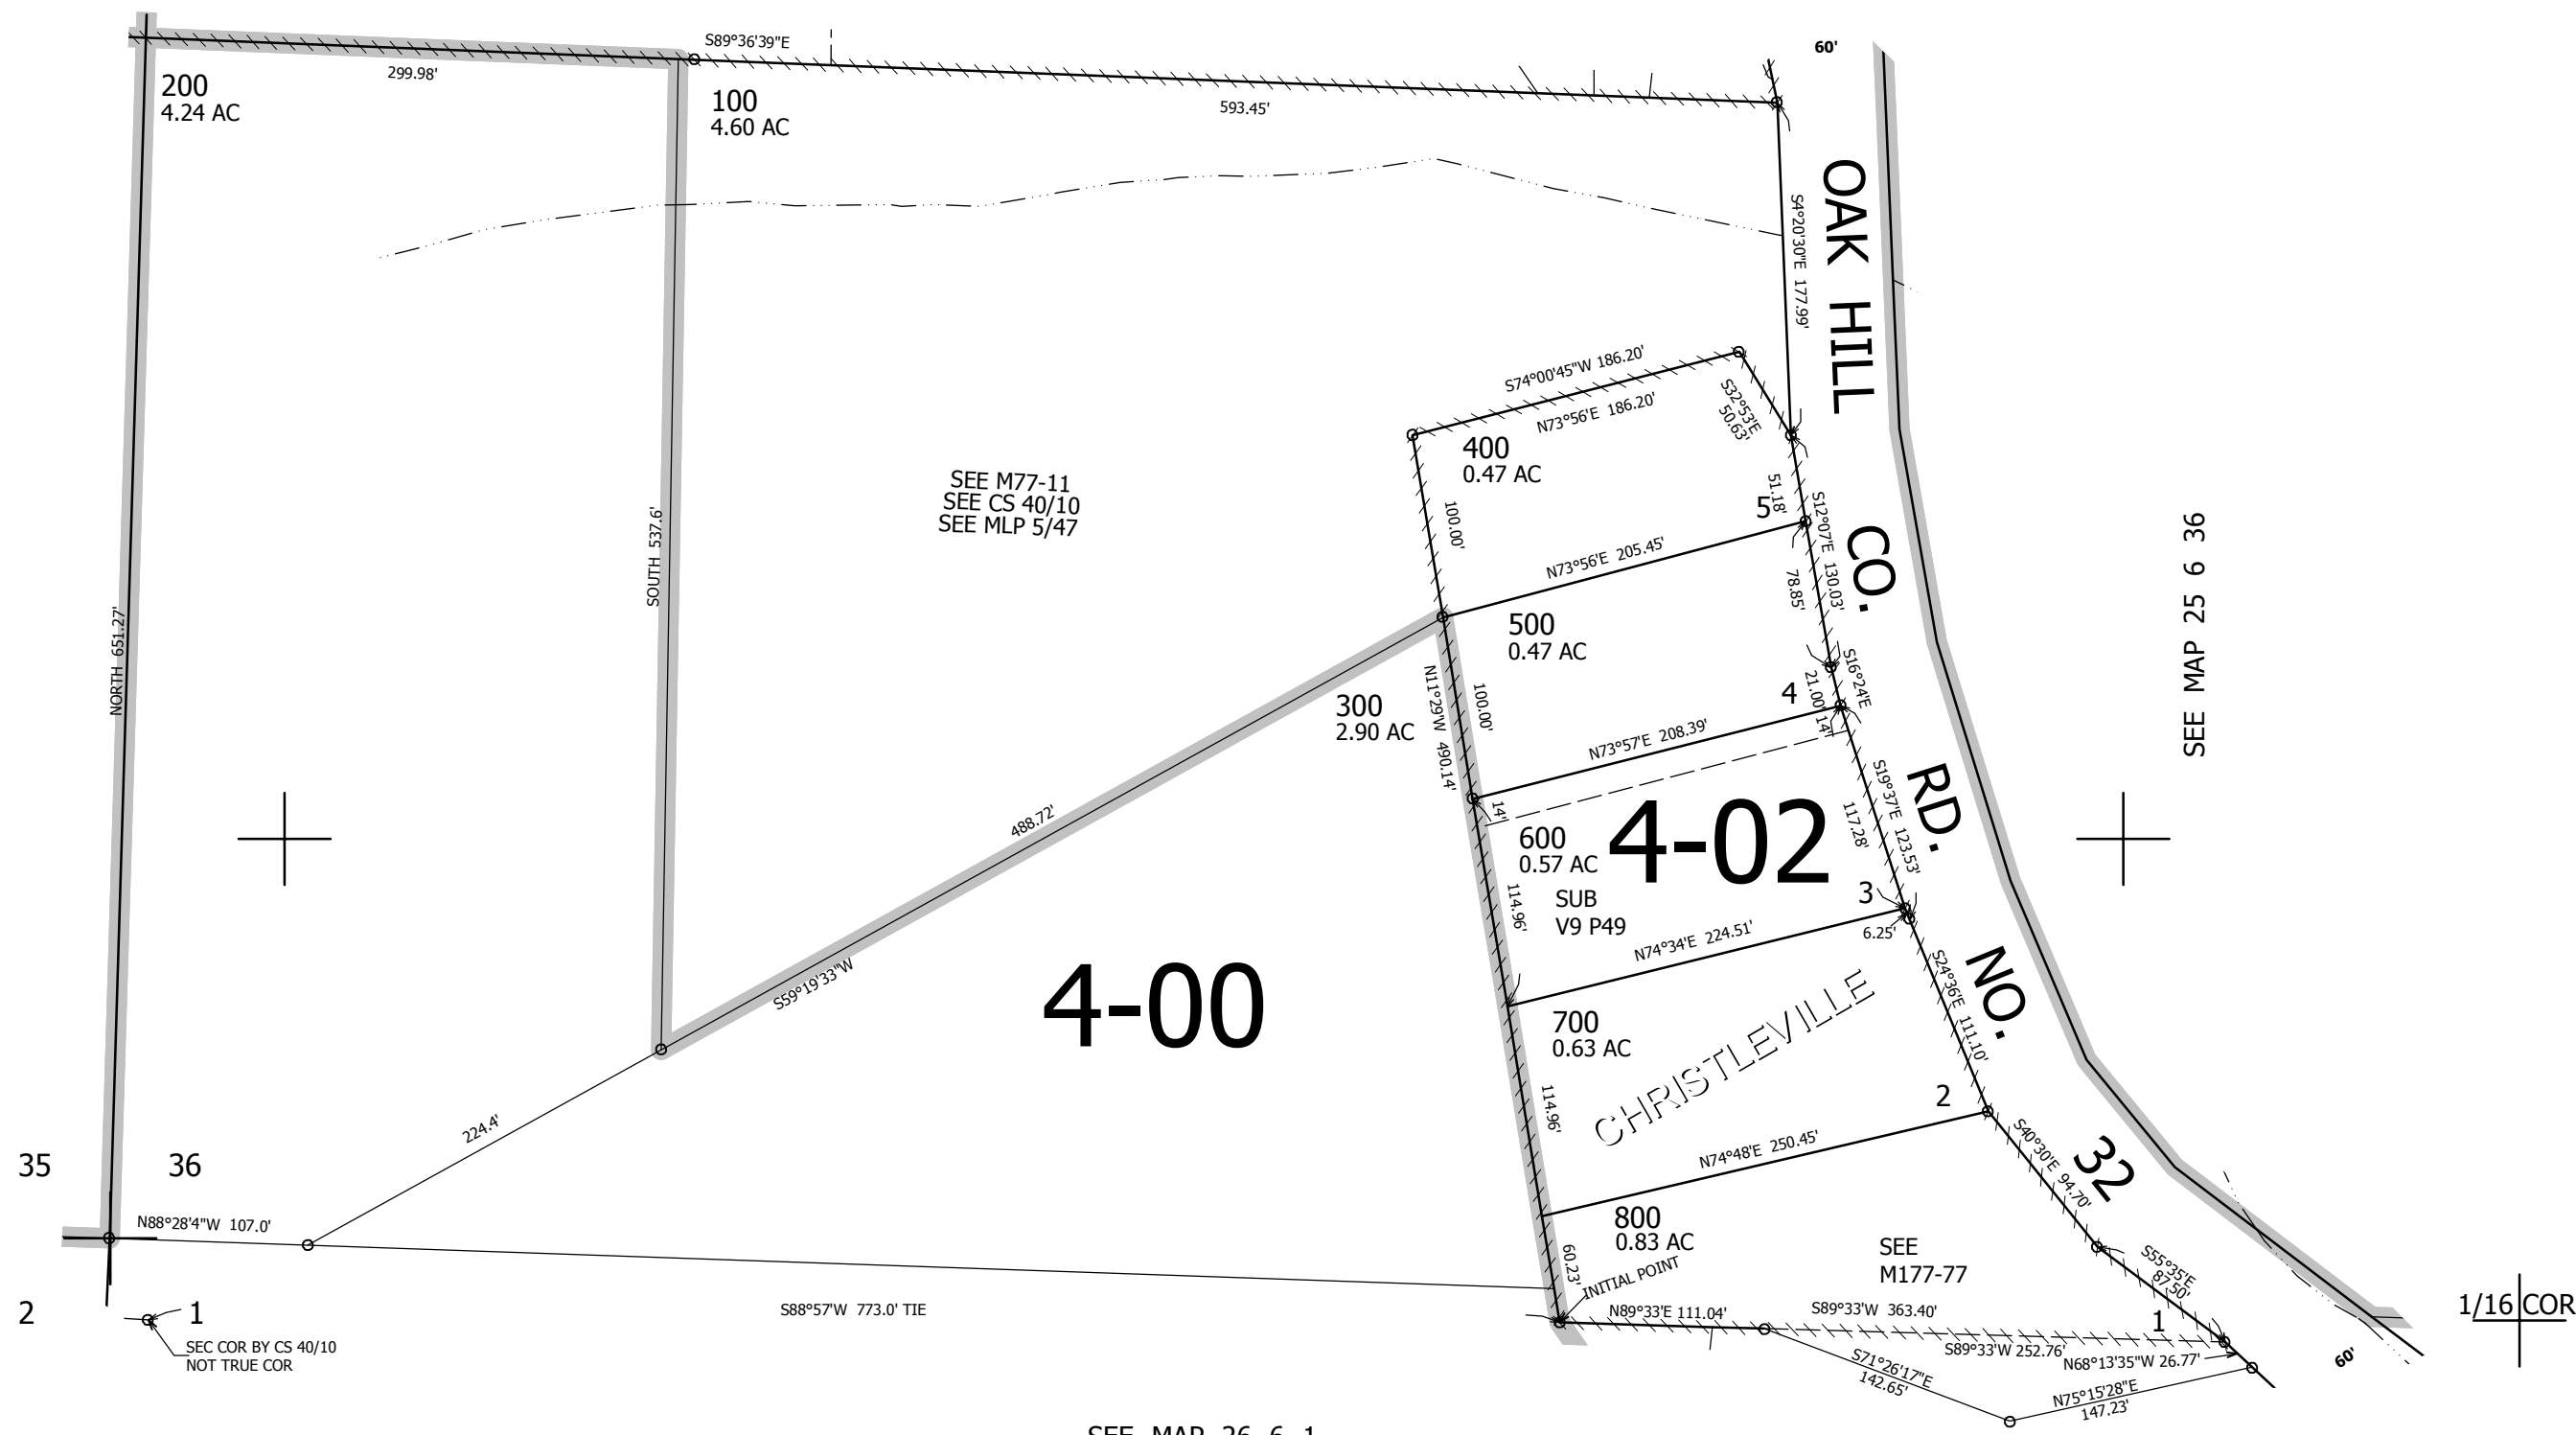 S89°36'39"E
299.98'
593.45'
60'
200
4.24 AC
100
4.60 AC
OAK HILL CO. RD. NO. 32
S4°20'30"E 177.99'
S74°00'45"W 186.20'
N73°56'E 186.20'
S32°53'E
50.63'
400
0.47 AC
SEE M77-11
SEE CS 40/10
SEE MLP 5/47
100.00'
51.18'
5
S12°07'E 130.03'
78.85'
N73°56'E 205.45'
SOUTH 537.6'
NORTH 651.27'
SEE MAP 25 6 36
500
0.47 AC
300
2.90 AC
N11°29'W 490.14'
100.00'
S16°24'E
21.00'
4
14'
N73°57'E 208.39'
14'
600
0.57 AC
4-02
S19°37'E 123.53'
117.28'
488.72'
SUB
V9 P49
3
6.25'
114.96'
N74°34'E 224.51'
S59°19'33"W
4-00
S24°36'E 111.10'
700
0.63 AC
CHRISTLEVILLE
2
114.96'
N74°48'E 250.45'
S40°30'E 94.70'
224.4'
35
36
N88°28'4"W 107.0'
800
0.83 AC
SEE
M177-77
60.23'
INITIAL POINT
S55°35'E
87.50'
2
1
S88°57'W 773.0' TIE
N89°33'E 111.04'
S89°33'W 363.40'
1
1/16 COR
SEC COR BY CS 40/10
NOT TRUE COR
S89°33'W 252.76'
N68°13'35"W 26.77'
60'
S71°26'17"E
142.65'
N75°15'28"E
147.23'
SEE MAP 26 6 1